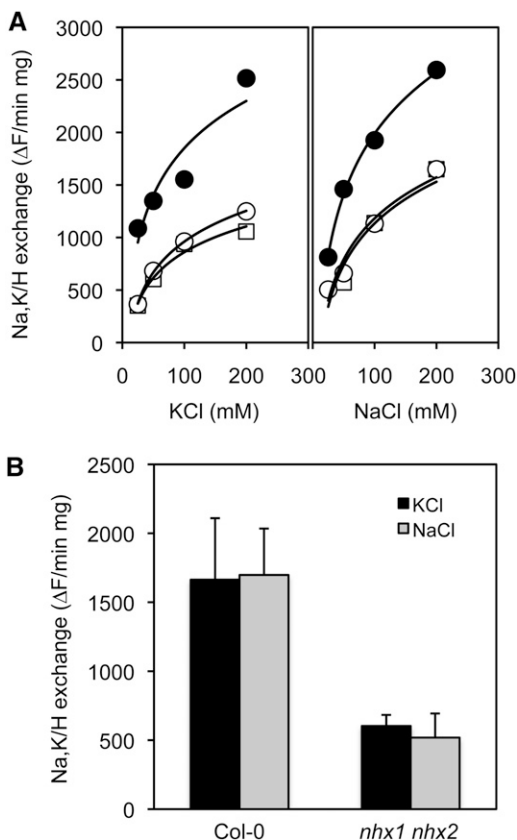 A
Na,K/H exchange (ΔF/min mg)
3000
2500
2000
1500
1000
500
0
0 100 200 300 100 200 300
KCl (mM) NaCl (mM)
B
Na,K/H exchange (ΔF/min mg)
2500
2000
1500
1000
500
0
KCl
NaCl
Col-0 nhx1 nhx2